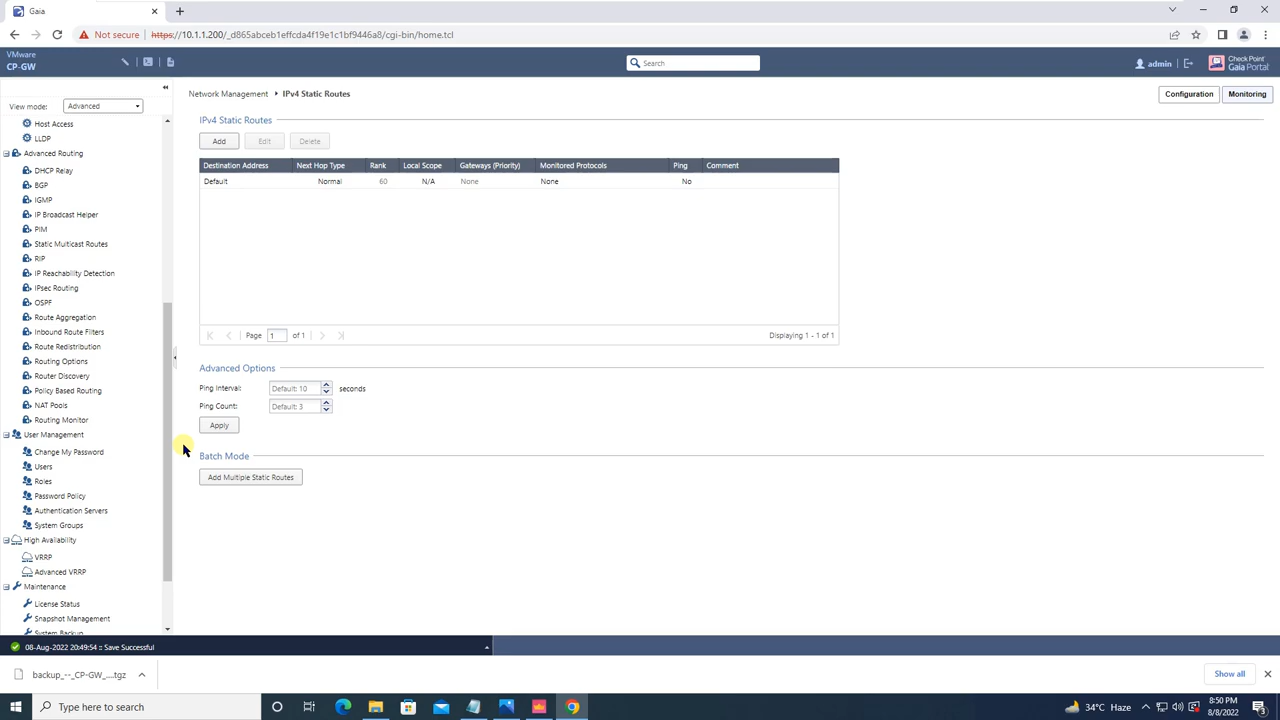 Gaia
Not secure
https://10.1.1.200/_d865abceb1effcda4f19e1c1bf9446a8/cgi-bin/home.tcl
VMware
CP-GW
Search
admin
Check Point
Gaia Portal
View mode:
Advanced
Network Management
IPv4 Static Routes
Configuration
Monitoring
Host Access
LLDP
Advanced Routing
DHCP Relay
BGP
IGMP
IP Broadcast Helper
PIM
Static Multicast Routes
RIP
IP Reachability Detection
IPsec Routing
OSPF
Route Aggregation
Inbound Route Filters
Route Redistribution
Routing Options
Router Discovery
Policy Based Routing
NAT Pools
Routing Monitor
User Management
Change My Password
Users
Roles
Password Policy
Authentication Servers
System Groups
High Availability
VRRP
Advanced VRRP
Maintenance
License Status
Snapshot Management
System Backup
IPv4 Static Routes
Add
Edit
Delete
Destination Address Next Hop Type Rank Local Scope Gateways (Priority) Monitored Protocols Ping Comment
Default Normal 60 N/A None None No
Page 1 of 1
Displaying 1 - 1 of 1
Advanced Options
Ping Interval: Default: 10 seconds
Ping Count: Default: 3
Apply
Batch Mode
Add Multiple Static Routes
08-Aug-2022 20:49:54 :: Save Successful
backup_--_CP-GW_....tgz
Show all
Type here to search
34°C Haze
8:50 PM
8/8/2022
3